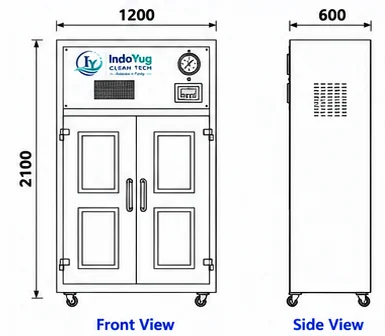 1200
600
IndoYug
CLEAN TECH
2100
Front View
Side View